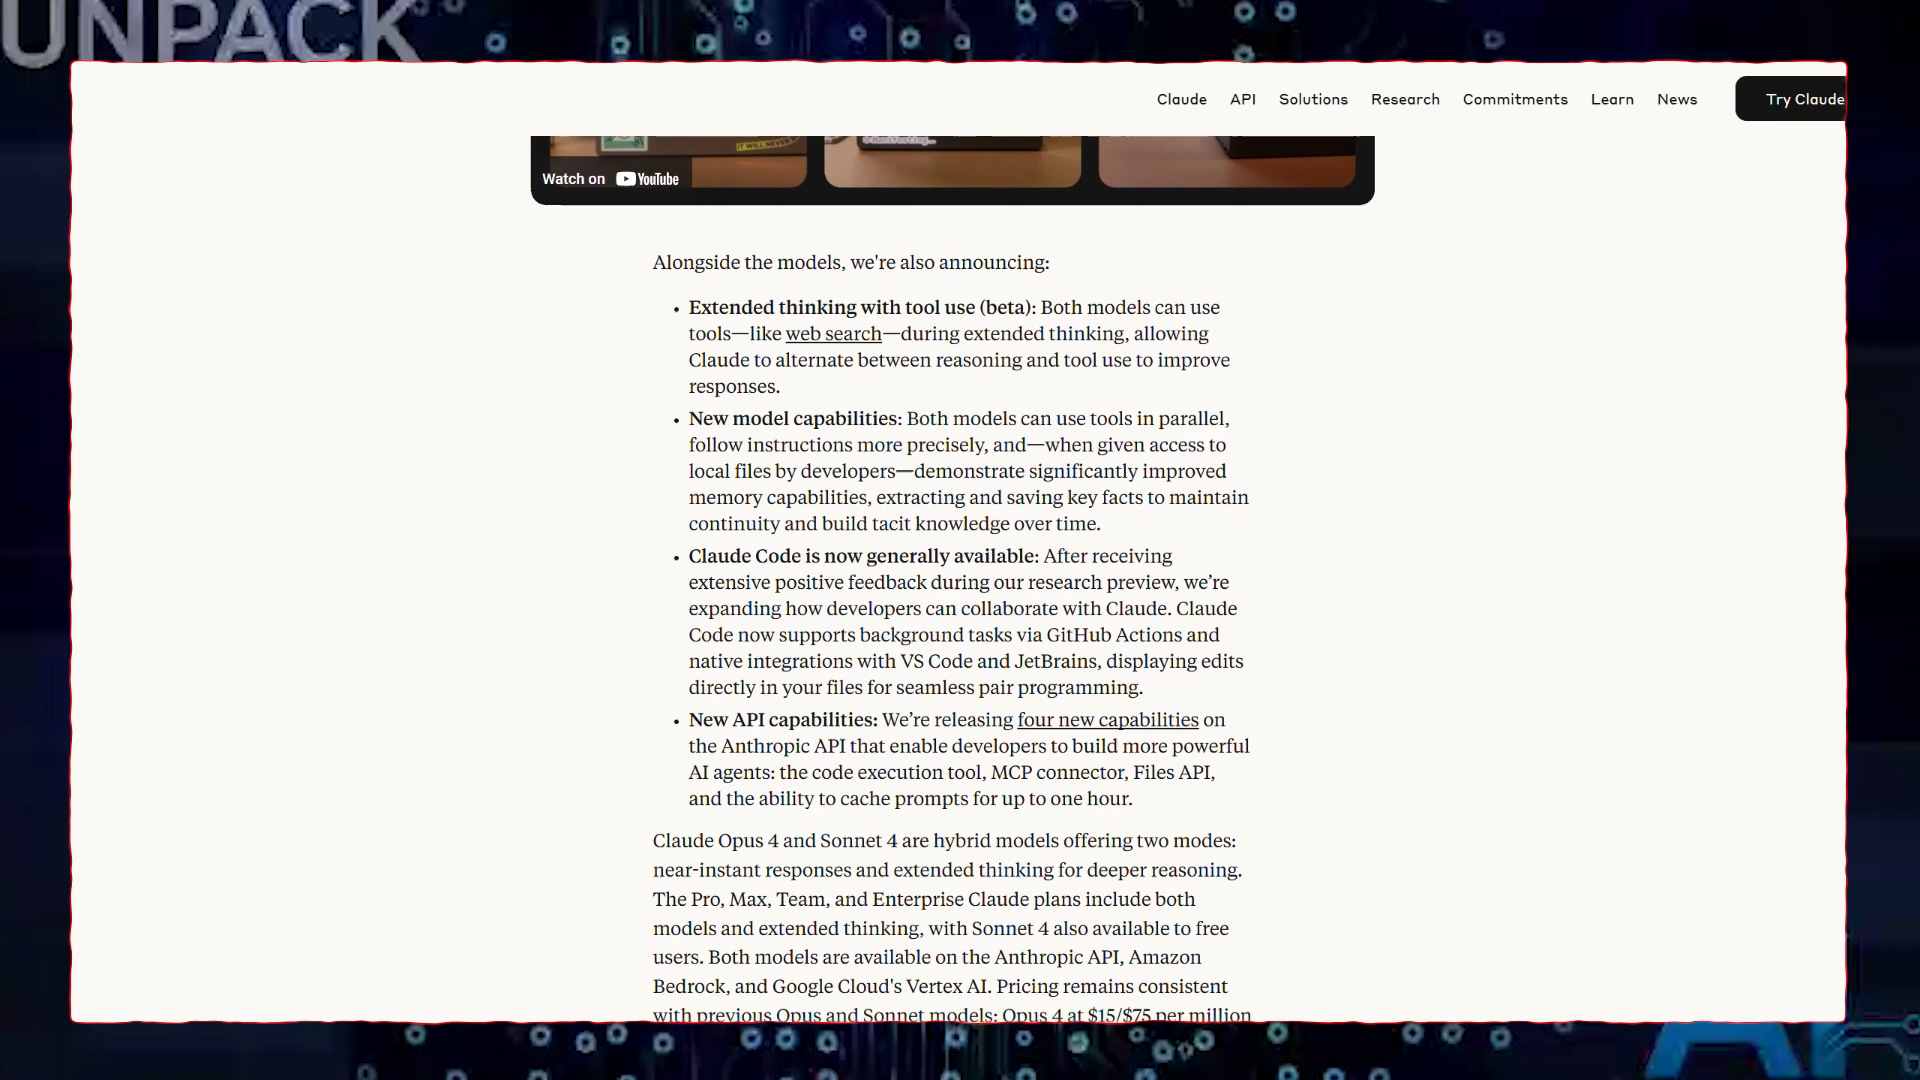 UNPACK
Claude API Solutions Research Commitments Learn News Try Claude
IT WILL NEVER
Watch on YouTube
Alongside the models, we're also announcing:
• Extended thinking with tool use (beta): Both models can use
tools—like web search—during extended thinking, allowing
Claude to alternate between reasoning and tool use to improve
responses.
• New model capabilities: Both models can use tools in parallel,
follow instructions more precisely, and—when given access to
local files by developers—demonstrate significantly improved
memory capabilities, extracting and saving key facts to maintain
continuity and build tacit knowledge over time.
• Claude Code is now generally available: After receiving
extensive positive feedback during our research preview, we’re
expanding how developers can collaborate with Claude. Claude
Code now supports background tasks via GitHub Actions and
native integrations with VS Code and JetBrains, displaying edits
directly in your files for seamless pair programming.
• New API capabilities: We’re releasing four new capabilities on
the Anthropic API that enable developers to build more powerful
AI agents: the code execution tool, MCP connector, Files API,
and the ability to cache prompts for up to one hour.
Claude Opus 4 and Sonnet 4 are hybrid models offering two modes:
near-instant responses and extended thinking for deeper reasoning.
The Pro, Max, Team, and Enterprise Claude plans include both
models and extended thinking, with Sonnet 4 also available to free
users. Both models are available on the Anthropic API, Amazon
Bedrock, and Google Cloud's Vertex AI. Pricing remains consistent
with previous Opus and Sonnet models: Opus 4 at $15/$75 per million